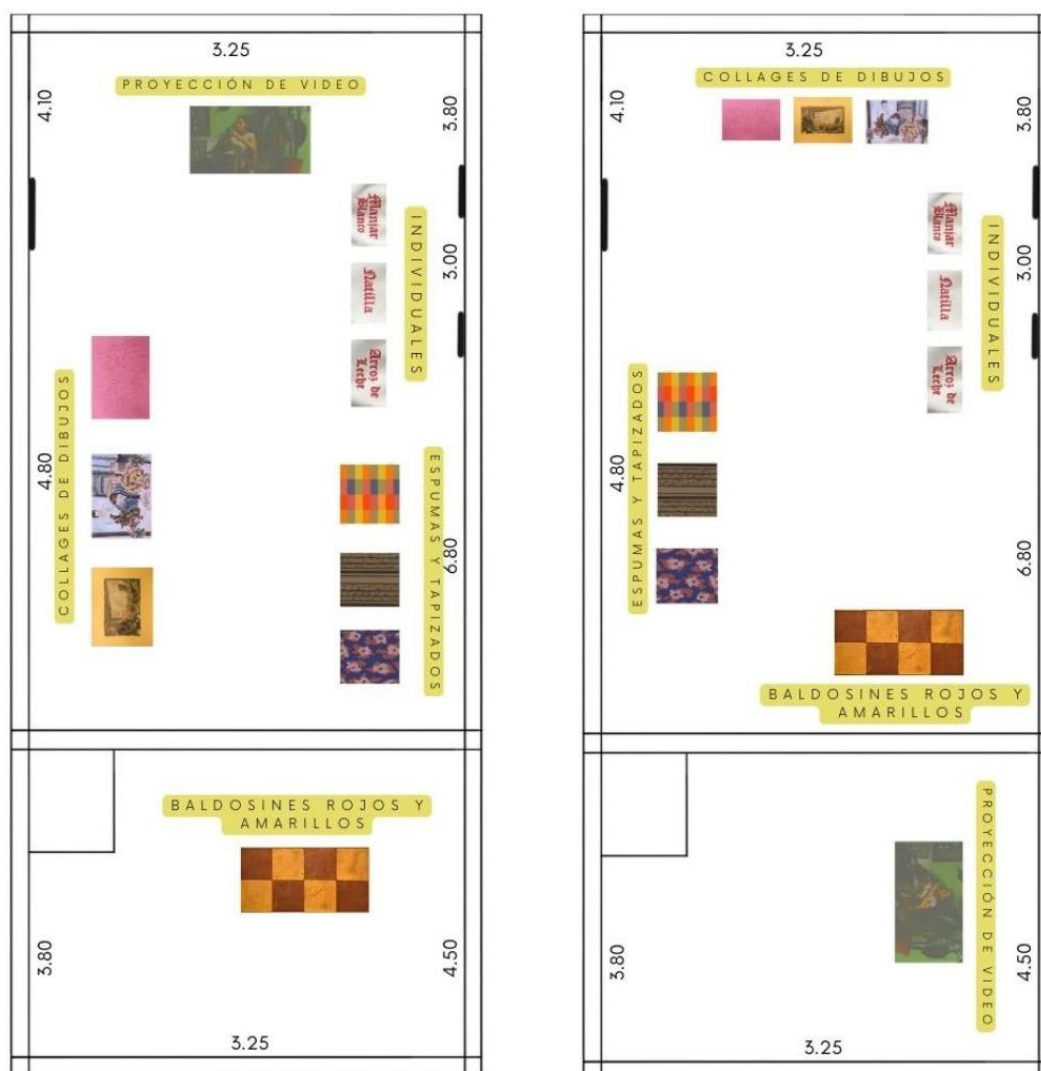 3.25
PROYECCIÓN DE VIDEO
4.10
3.80
Manjar
Blanco
Natilla
Arros de
Leche
INDIVIDUALES
3.00
4.80
COLLAGES DE DIBUJOS
ESPUMAS Y TAPIZADOS
6.80
BALDOSINES ROJOS Y
AMARILLOS
3.80
4.50
3.25
3.25
COLLAGES DE DIBUJOS
4.10
3.80
Manjar
Blanco
Natilla
Arros de
Leche
INDIVIDUALES
3.00
4.80
ESPUMAS Y TAPIZADOS
6.80
BALDOSINES ROJOS Y
AMARILLOS
PROYECCIÓN DE VIDEO
3.80
4.50
3.25